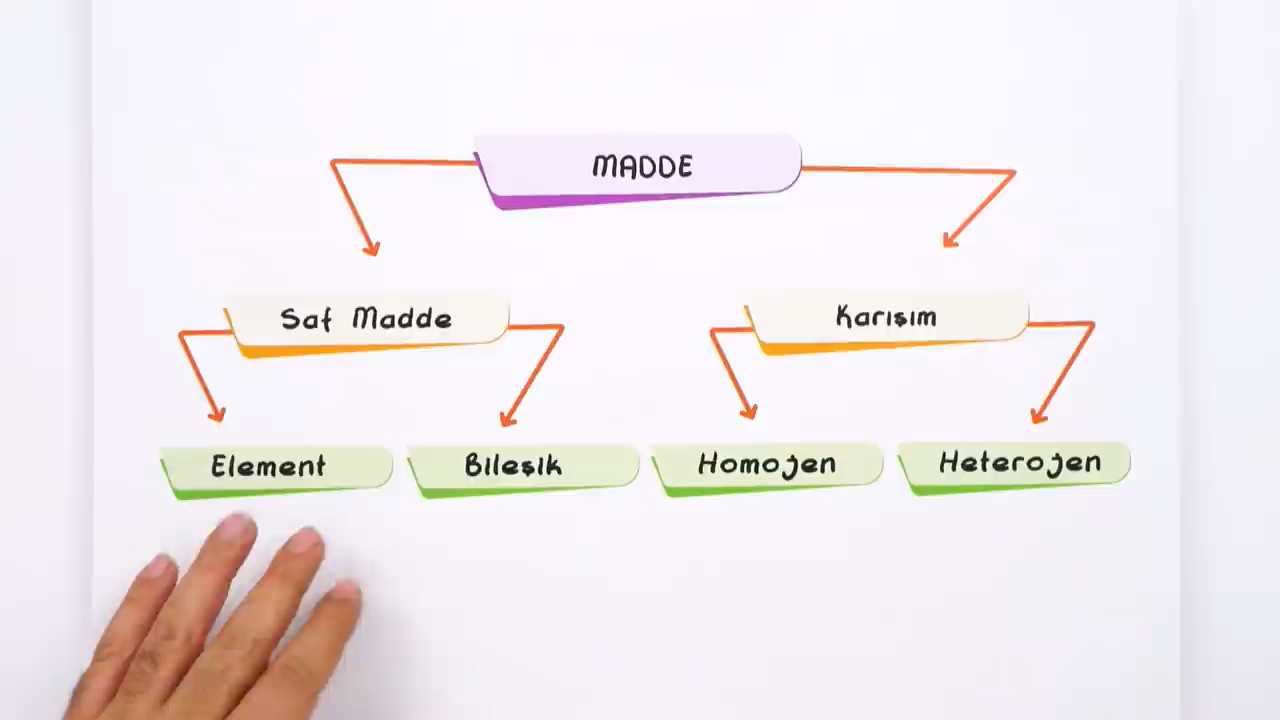 MADDE
Saf Madde
Karışım
Element
Bileşik
Homojen
Heterojen